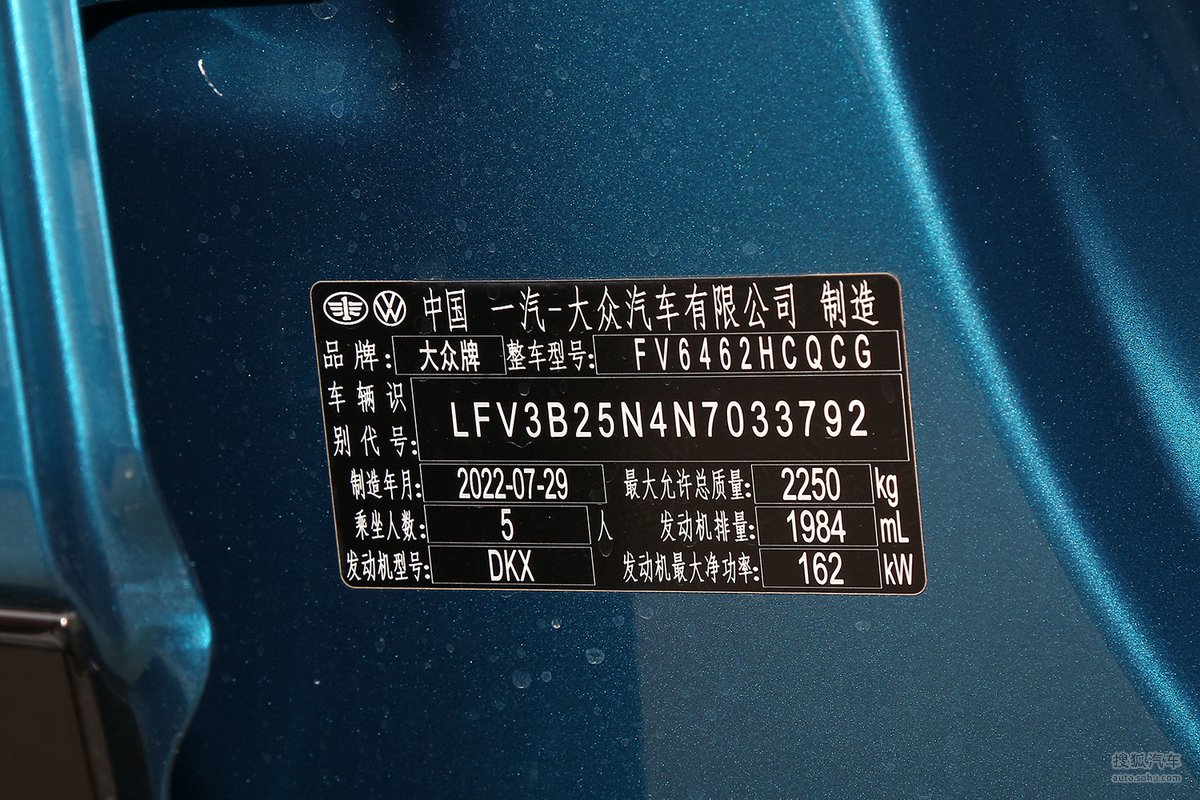 中国 一汽-大众汽车有限公司 制造
品牌: 大众牌 整车型号: FV6462HCQCG
车辆识别代号: LFV3B25N4N7033792
制造年月: 2022-07-29 最大允许总质量: 2250 kg
乘坐人数: 5 人 发动机排量: 1984 mL
发动机型号: DKX 发动机最大净功率: 162 kW
搜狐汽车
auto.sohu.com